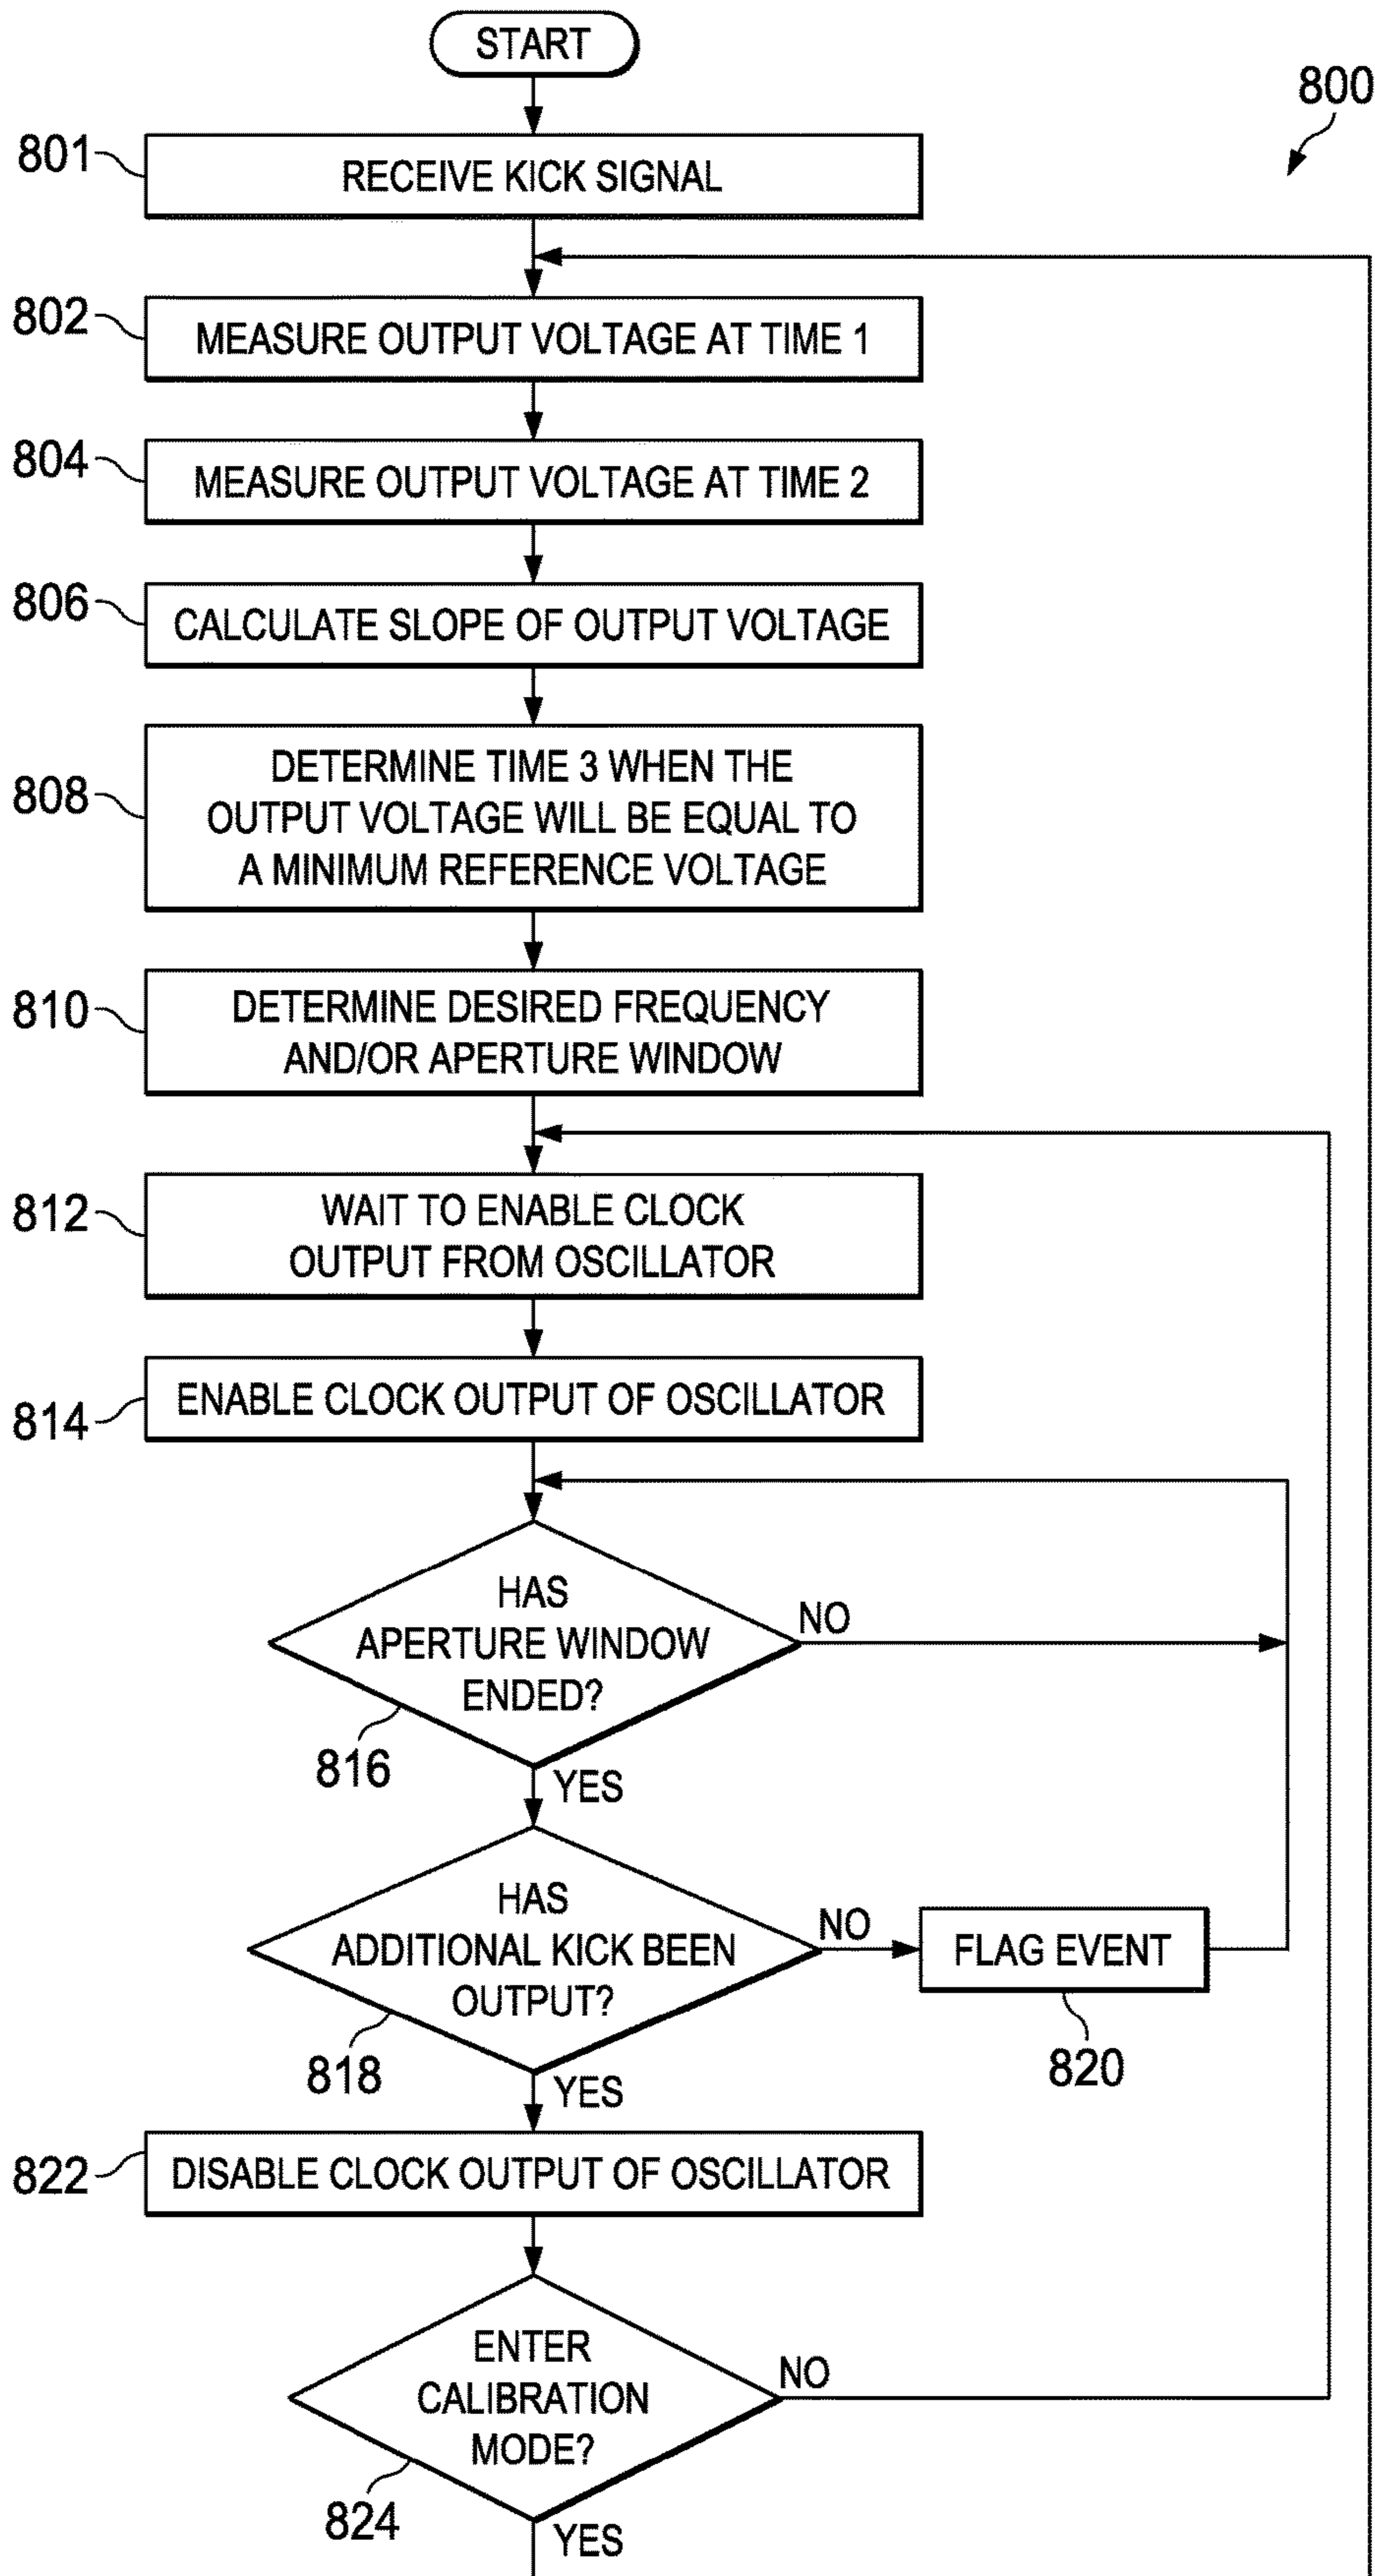 START
800
801
RECEIVE KICK SIGNAL
802
MEASURE OUTPUT VOLTAGE AT TIME 1
804
MEASURE OUTPUT VOLTAGE AT TIME 2
806
CALCULATE SLOPE OF OUTPUT VOLTAGE
808
DETERMINE TIME 3 WHEN THE
OUTPUT VOLTAGE WILL BE EQUAL TO
A MINIMUM REFERENCE VOLTAGE
810
DETERMINE DESIRED FREQUENCY
AND/OR APERTURE WINDOW
812
WAIT TO ENABLE CLOCK
OUTPUT FROM OSCILLATOR
814
ENABLE CLOCK OUTPUT OF OSCILLATOR
HAS
APERTURE WINDOW
ENDED?
NO
816
YES
HAS
ADDITIONAL KICK BEEN
OUTPUT?
NO
FLAG EVENT
818
820
YES
822
DISABLE CLOCK OUTPUT OF OSCILLATOR
ENTER
CALIBRATION
MODE?
NO
824
YES